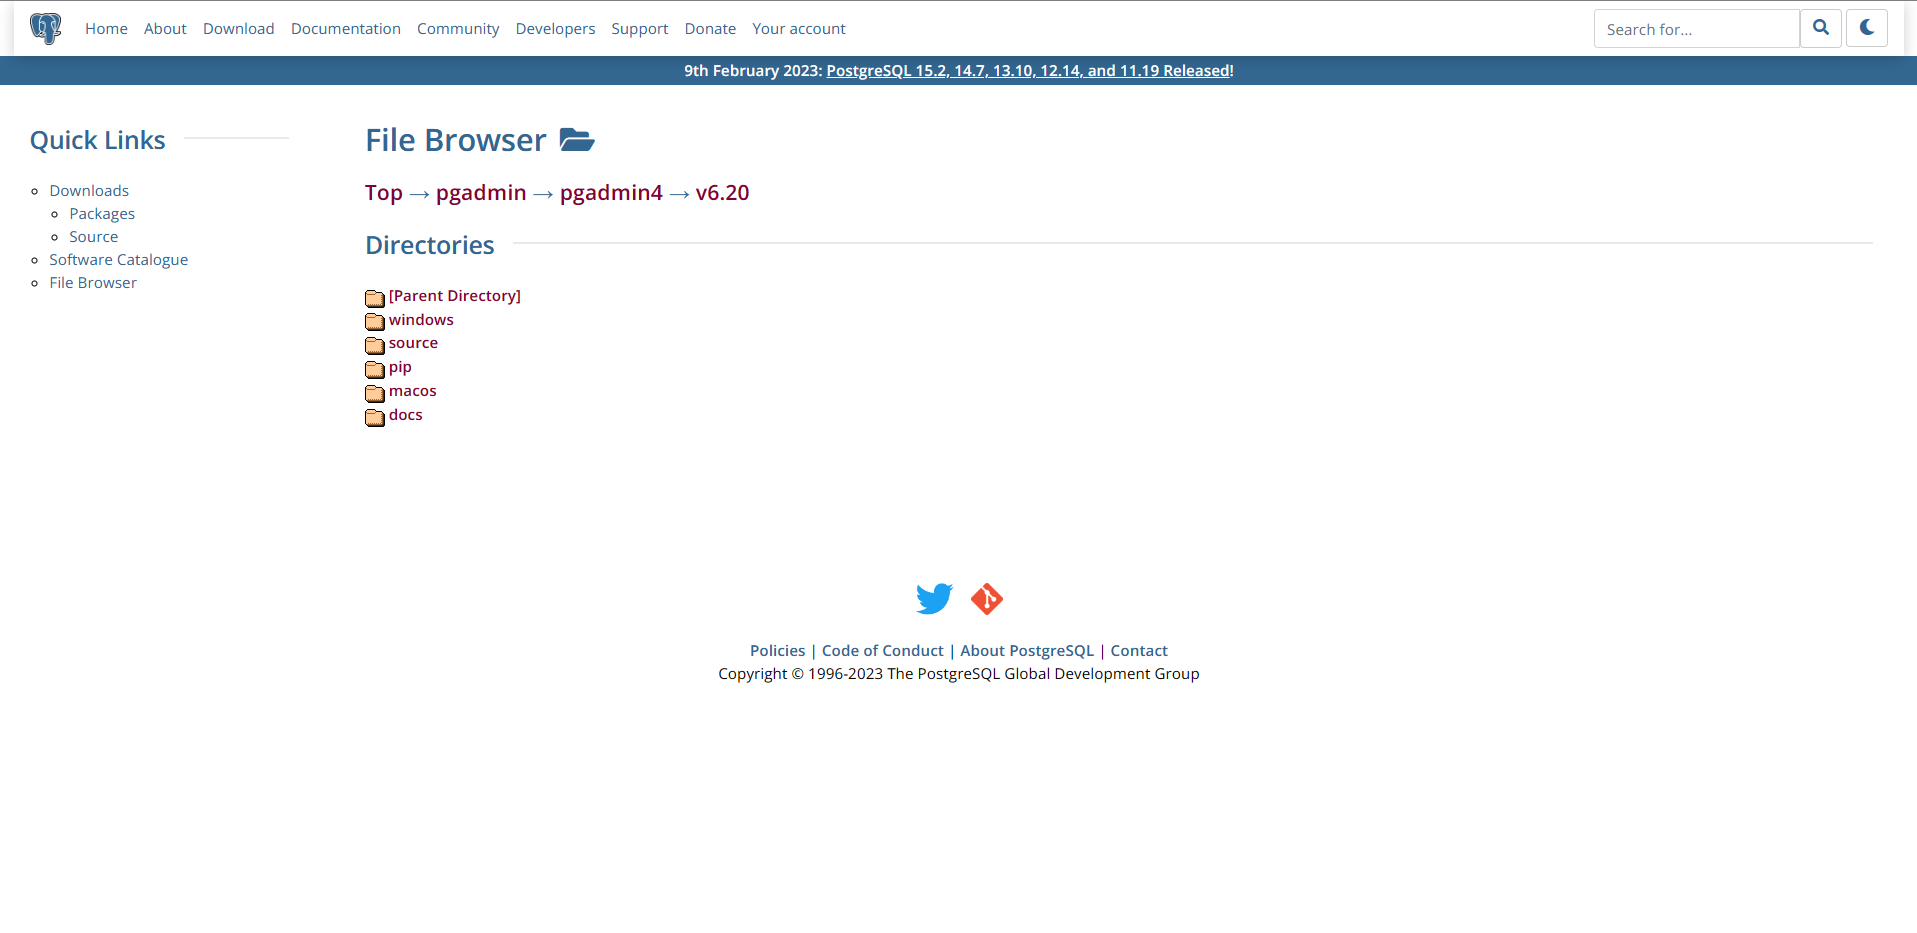 Home About Download Documentation Community Developers Support Donate Your account Search for...
9th February 2023: PostgreSQL 15.2, 14.7, 13.10, 12.14, and 11.19 Released!
Quick Links
Downloads
Packages
Source
Software Catalogue
File Browser
File Browser
Top → pgadmin → pgadmin4 → v6.20
Directories
[Parent Directory]
windows
source
pip
macos
docs
Policies | Code of Conduct | About PostgreSQL | Contact
Copyright © 1996-2023 The PostgreSQL Global Development Group